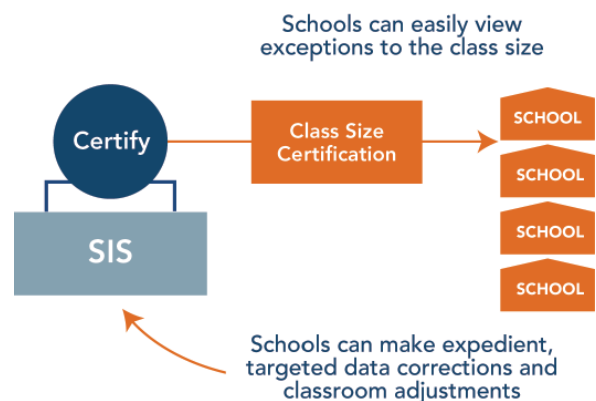 Schools can easily view
exceptions to the class size
Certify
Class Size
Certification
SCHOOL
SCHOOL
SCHOOL
SCHOOL
SIS
Schools can make expedient,
targeted data corrections and
classroom adjustments